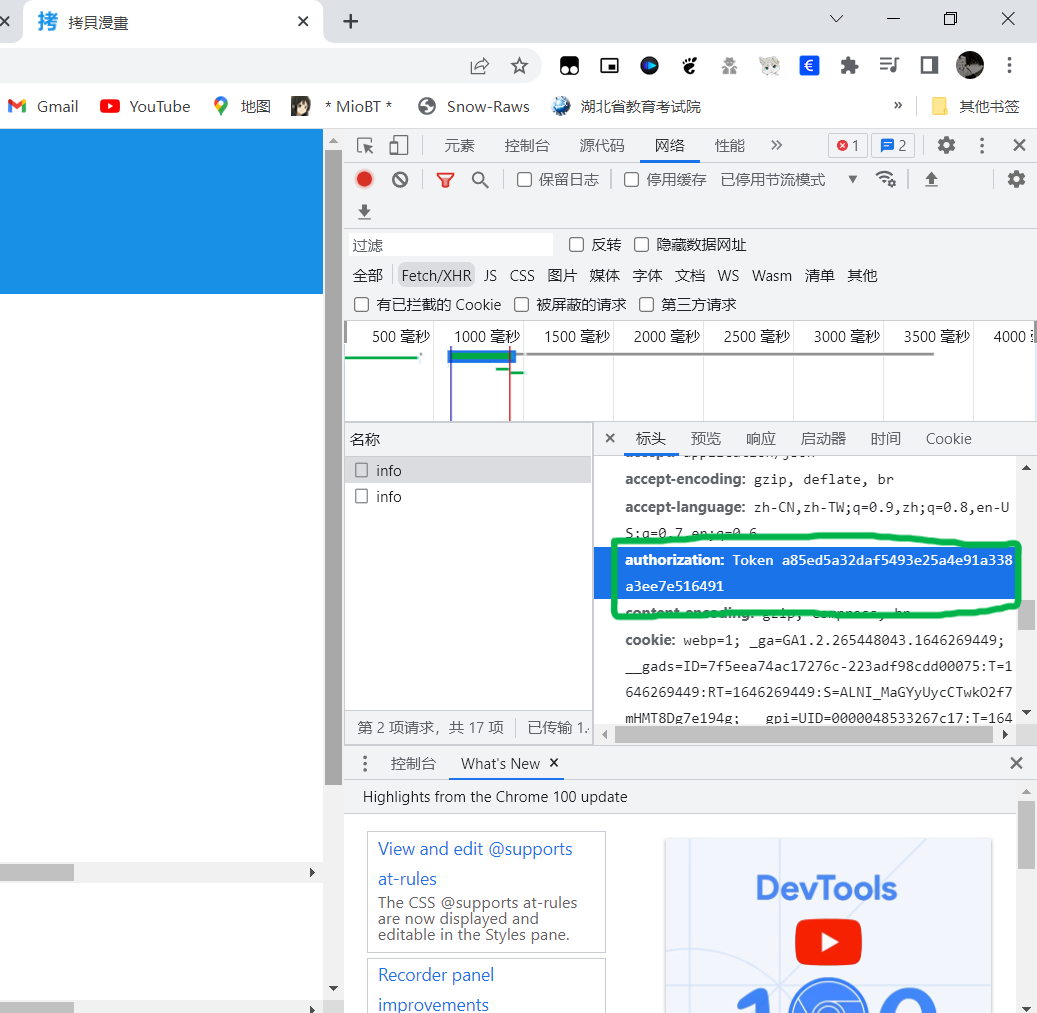 拷 拷貝漫畫
Gmail YouTube 地图 * MioBT * Snow-Raws 湖北省教育考试院 » 其他书签
元素 控制台 源代码 网络 性能 » 1 2
保留日志 停用缓存 已停用节流模式
过滤 反转 隐藏数据网址
全部 Fetch/XHR JS CSS 图片 媒体 字体 文档 WS Wasm 清单 其他
有已拦截的 Cookie 被屏蔽的请求 第三方请求
500 毫秒 1000 毫秒 1500 毫秒 2000 毫秒 2500 毫秒 3000 毫秒 3500 毫秒 4000
名称
info
info
第 2 项请求，共 17 项 已传输 1.
标头 预览 响应 启动器 时间 Cookie
accept: application/json
accept-encoding: gzip, deflate, br
accept-language: zh-CN,zh-TW;q=0.9,zh;q=0.8,en-U
S;q=0.7,en;q=0.6
authorization: Token a85ed5a32daf5493e25a4e91a338
a3ee7e516491
content-encoding: gzip, compress, br
cookie: webp=1; _ga=GA1.2.265448043.1646269449;
__gads=ID=7f5eea74ac17276c-223adf98cdd00075:T=1
646269449:RT=1646269449:S=ALNI_MaGYyUycCTwkO2f7
mHMT8Dg7e194g; __gpi=UID=0000048533267c17:T=164
控制台 What's New
Highlights from the Chrome 100 update
View and edit @supports
at-rules
The CSS @supports at-rules
are now displayed and
editable in the Styles pane.
Recorder panel
improvements
DevTools
100